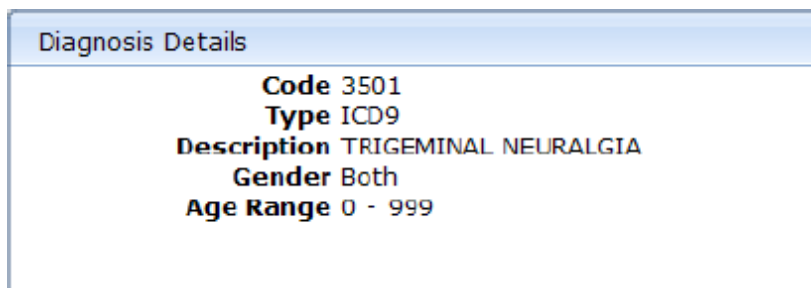 Diagnosis Details
Code 3501
Type ICD9
Description TRIGEMINAL NEURALGIA
Gender Both
Age Range 0 - 999